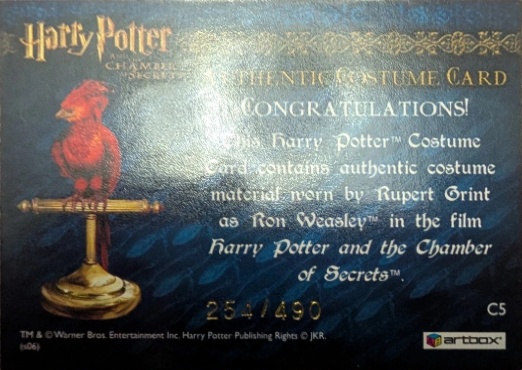 Harry Potter
AND THE
CHAMBER
OF
SECRETS
AUTHENTIC COSTUME CARD
CONGRATULATIONS!
This Harry Potter™ Costume
Card contains authentic costume
material worn by Rupert Grint
as Ron Weasley™ in the film
Harry Potter and the Chamber
of Secrets™.
254/490
C5
TM & © Warner Bros. Entertainment Inc. Harry Potter Publishing Rights © JKR.
(s06)
artbox